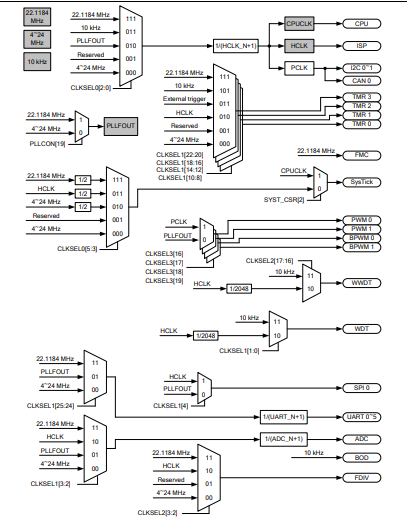 22.1184 MHz
4~24 MHz
10 kHz
22.1184 MHz 111
10 kHz 011
PLLFOUT 010
Reserved 001
4~24 MHz 000
CLKSEL0[2:0]
1/(HCLK_N+1)
CPUCLK CPU
HCLK ISP
PCLK I2C 0~1
CAN 0
22.1184 MHz 111
10 kHz 101
External trigger 011
HCLK 010
Reserved 001
4~24 MHz 000
CLKSEL1[22:20]
CLKSEL1[18:16]
CLKSEL1[14:12]
CLKSEL1[10:8]
TMR 3
TMR 2
TMR 1
TMR 0
22.1184 MHz 1
4~24 MHz 0
PLLCON[19]
PLLFOUT
22.1184 MHz FMC
22.1184 MHz 1/2 111
HCLK 1/2 011
4~24 MHz 1/2 010
Reserved 001
4~24 MHz 000
CLKSEL0[5:3]
CPUCLK 1
0
SYST_CSR[2]
SysTick
PCLK 1
PLLFOUT 0
CLKSEL3[16]
CLKSEL3[17]
CLKSEL3[18]
CLKSEL3[19]
PWM 0
PWM 1
BPWM 0
BPWM 1
CLKSEL2[17:16]
10 kHz 11
HCLK 1/2048 10
WWDT
10 kHz 11
HCLK 1/2048 10
CLKSEL1[1:0]
WDT
22.1184 MHz 11
PLLFOUT 01
4~24 MHz 00
CLKSEL1[25:24]
HCLK 1
PLLFOUT 0
CLKSEL1[4]
SPI 0
1/(UART_N+1) UART 0~5
22.1184 MHz 11
HCLK 10
PLLFOUT 01
4~24 MHz 00
CLKSEL1[3:2]
1/(ADC_N+1) ADC
10 kHz BOD
22.1184 MHz 11
HCLK 10
Reserved 01
4~24 MHz 00
CLKSEL2[3:2]
FDIV